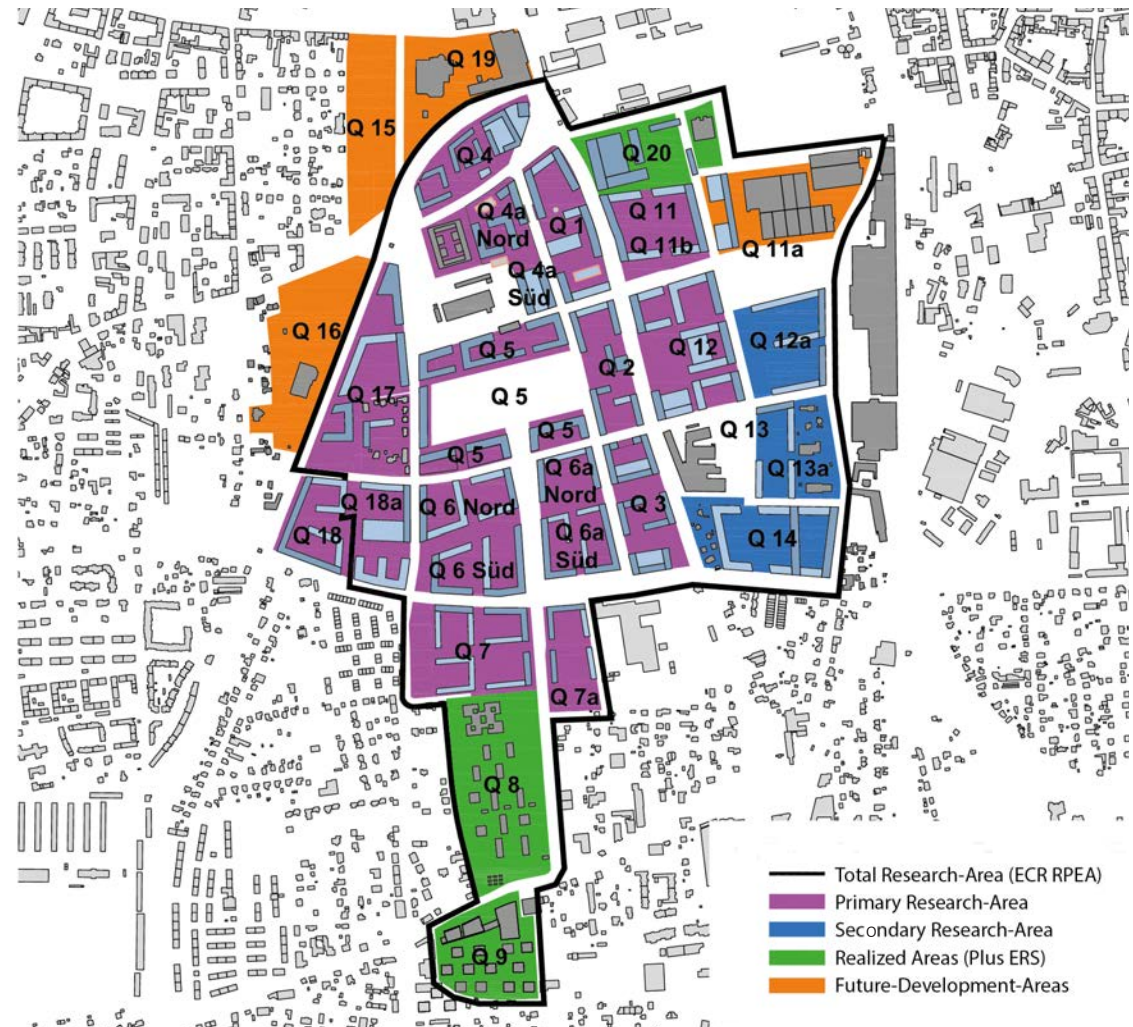 Q 19
Q 15
Q 4
Q 20
Q 4a
Nord
Q 1
Q 11
Q 11b
Q 11a
Q 4a
Süd
Q 16
Q 5
Q 2
Q 12
Q 12a
Q 17
Q 5
Q 5
Q 5
Q 13
Q 6a
Nord
Q 13a
Q 18a
Q 6 Nord
Q 3
Q 18
Q 6a
Süd
Q 14
Q 6 Süd
Q 7
Q 7a
Q 8
Q 9
Total Research-Area (ECR RPEA)
Primary Research-Area
Secondary Research-Area
Realized Areas (Plus ERS)
Future-Development-Areas